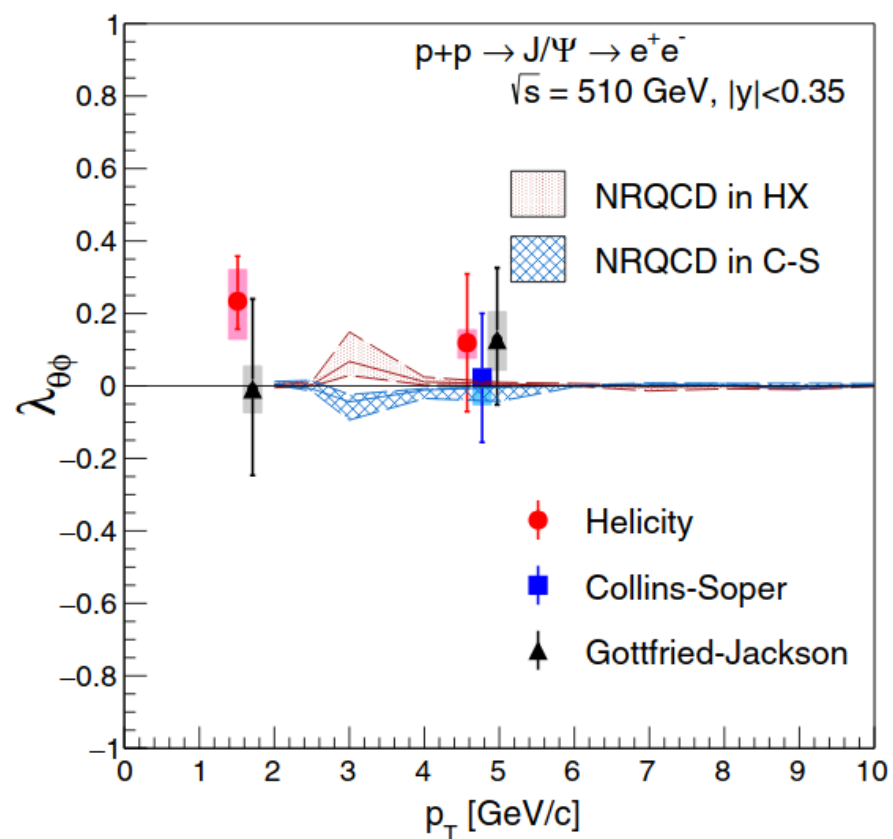 p+p → J/Ψ → e⁺e⁻
√s = 510 GeV, |y|<0.35
NRQCD in HX
NRQCD in C-S
Helicity
Collins-Soper
Gottfried-Jackson
λθϕ
1
0.8
0.6
0.4
0.2
0
−0.2
−0.4
−0.6
−0.8
−1
0 1 2 3 4 5 6 7 8 9 10
p_T [GeV/c]